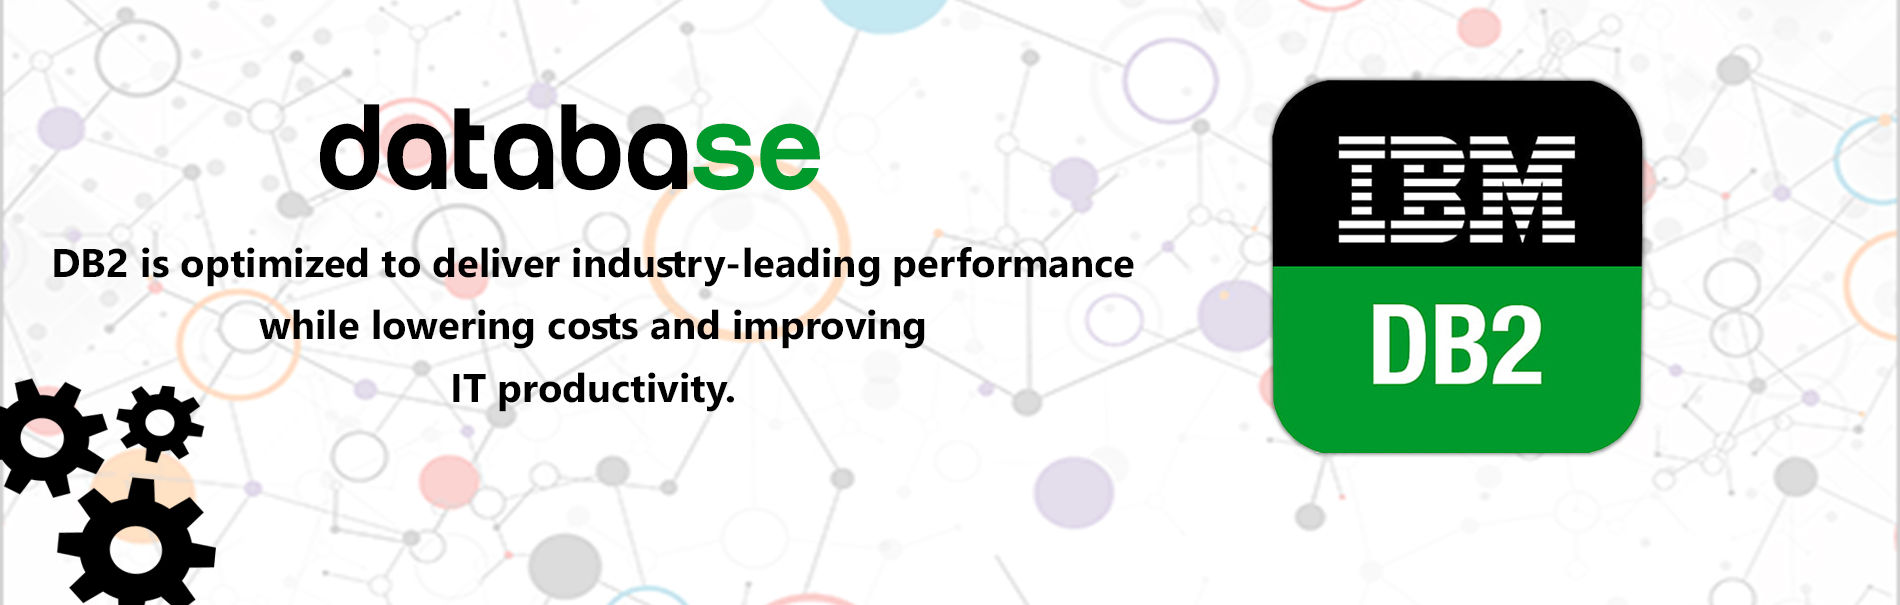 database
DB2 is optimized to deliver industry-leading performance
while lowering costs and improving
IT productivity.
IBM
DB2